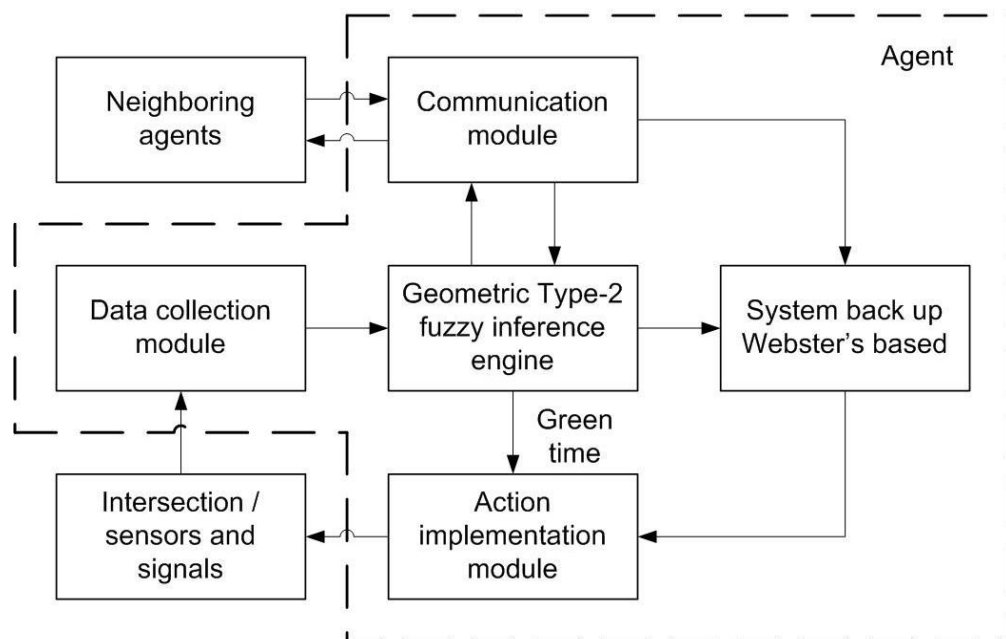 Agent
Neighboring
agents
Communication
module
Data collection
module
Geometric Type-2
fuzzy inference
engine
System back up
Webster's based
Green
time
Intersection /
sensors and
signals
Action
implementation
module